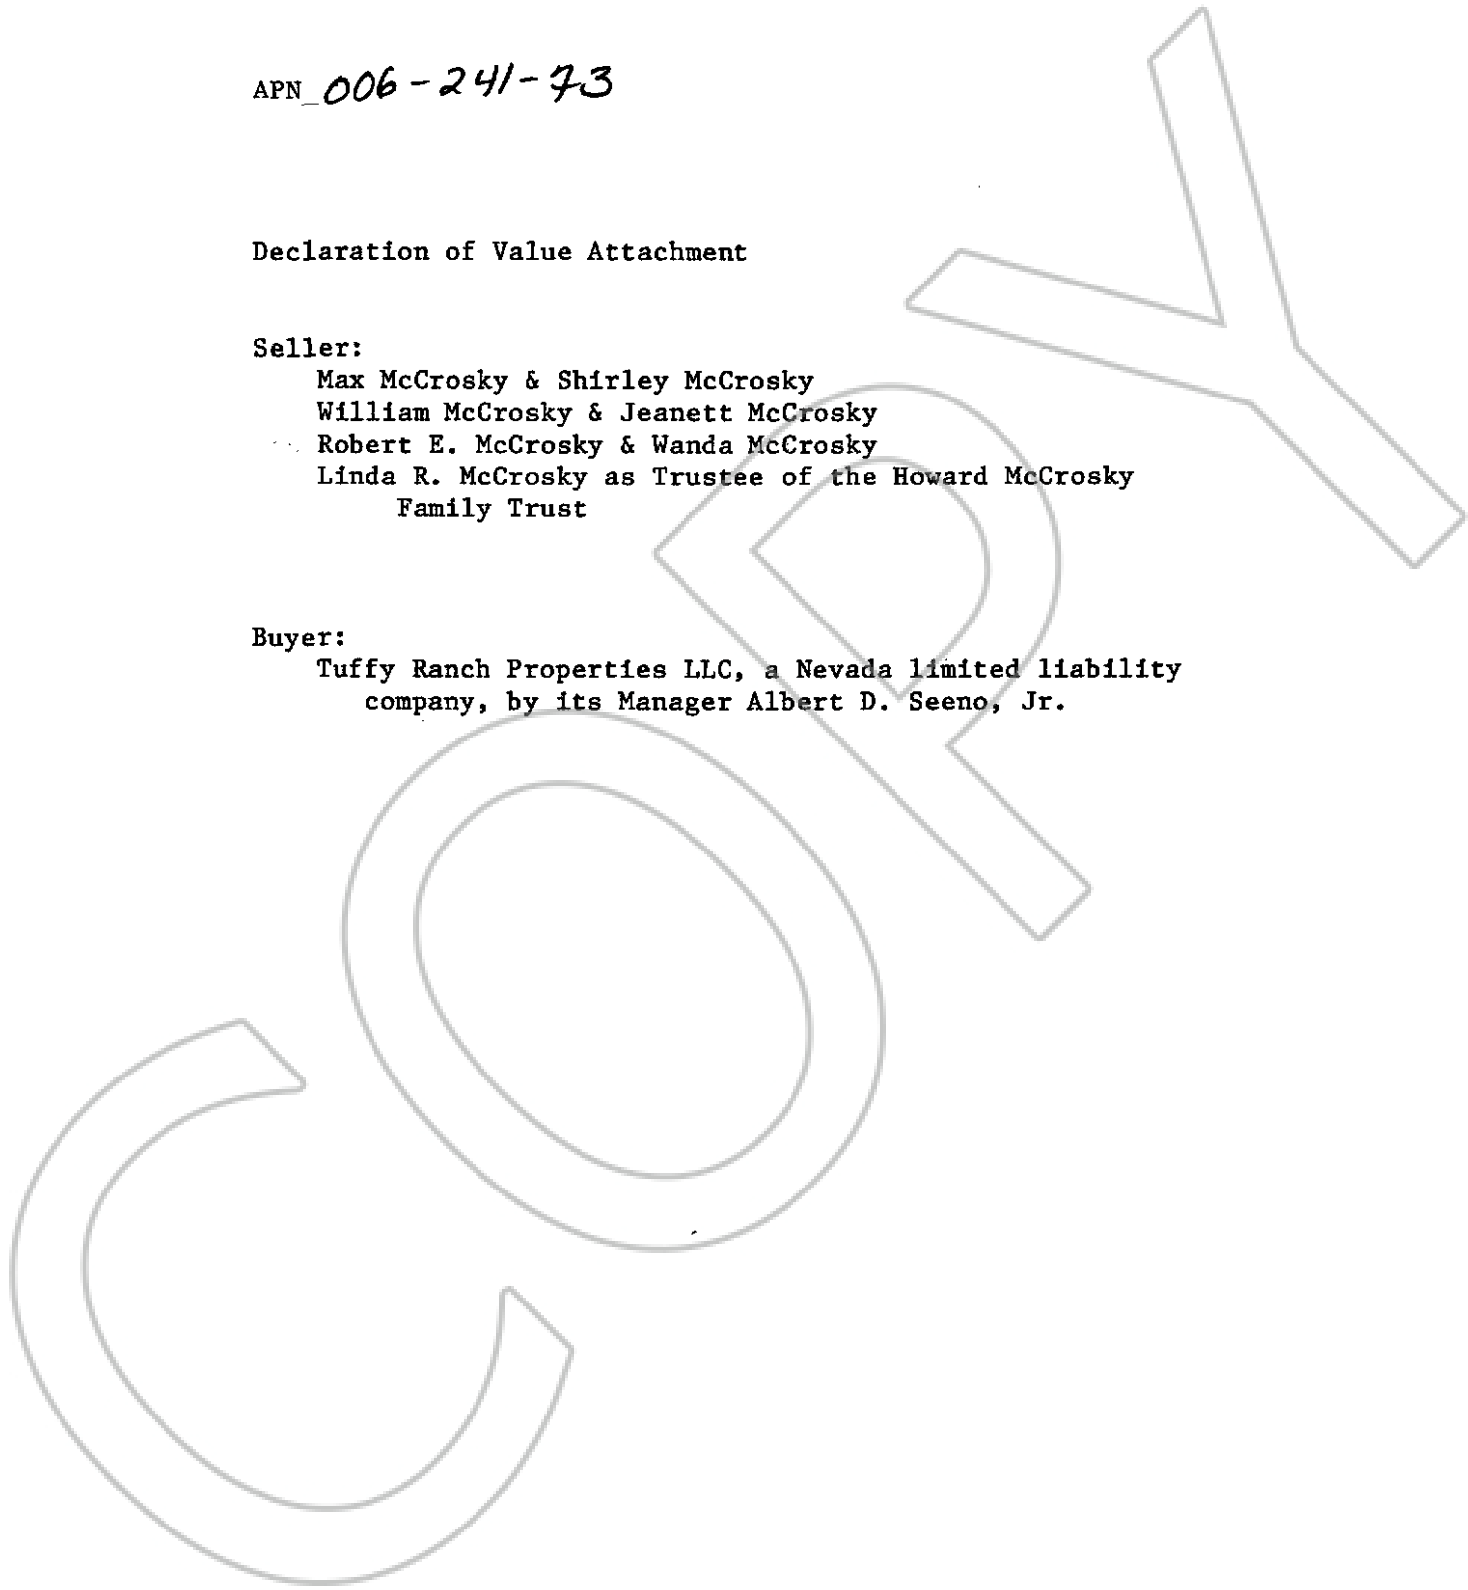 APN 006-241-73
Declaration of Value Attachment
Seller:
Max McCrosky & Shirley McCrosky
William McCrosky & Jeanett McCrosky
Robert E. McCrosky & Wanda McCrosky
Linda R. McCrosky as Trustee of the Howard McCrosky
Family Trust
Buyer:
Tuffy Ranch Properties LLC, a Nevada limited liability
company, by its Manager Albert D. Seeno, Jr.
COPY